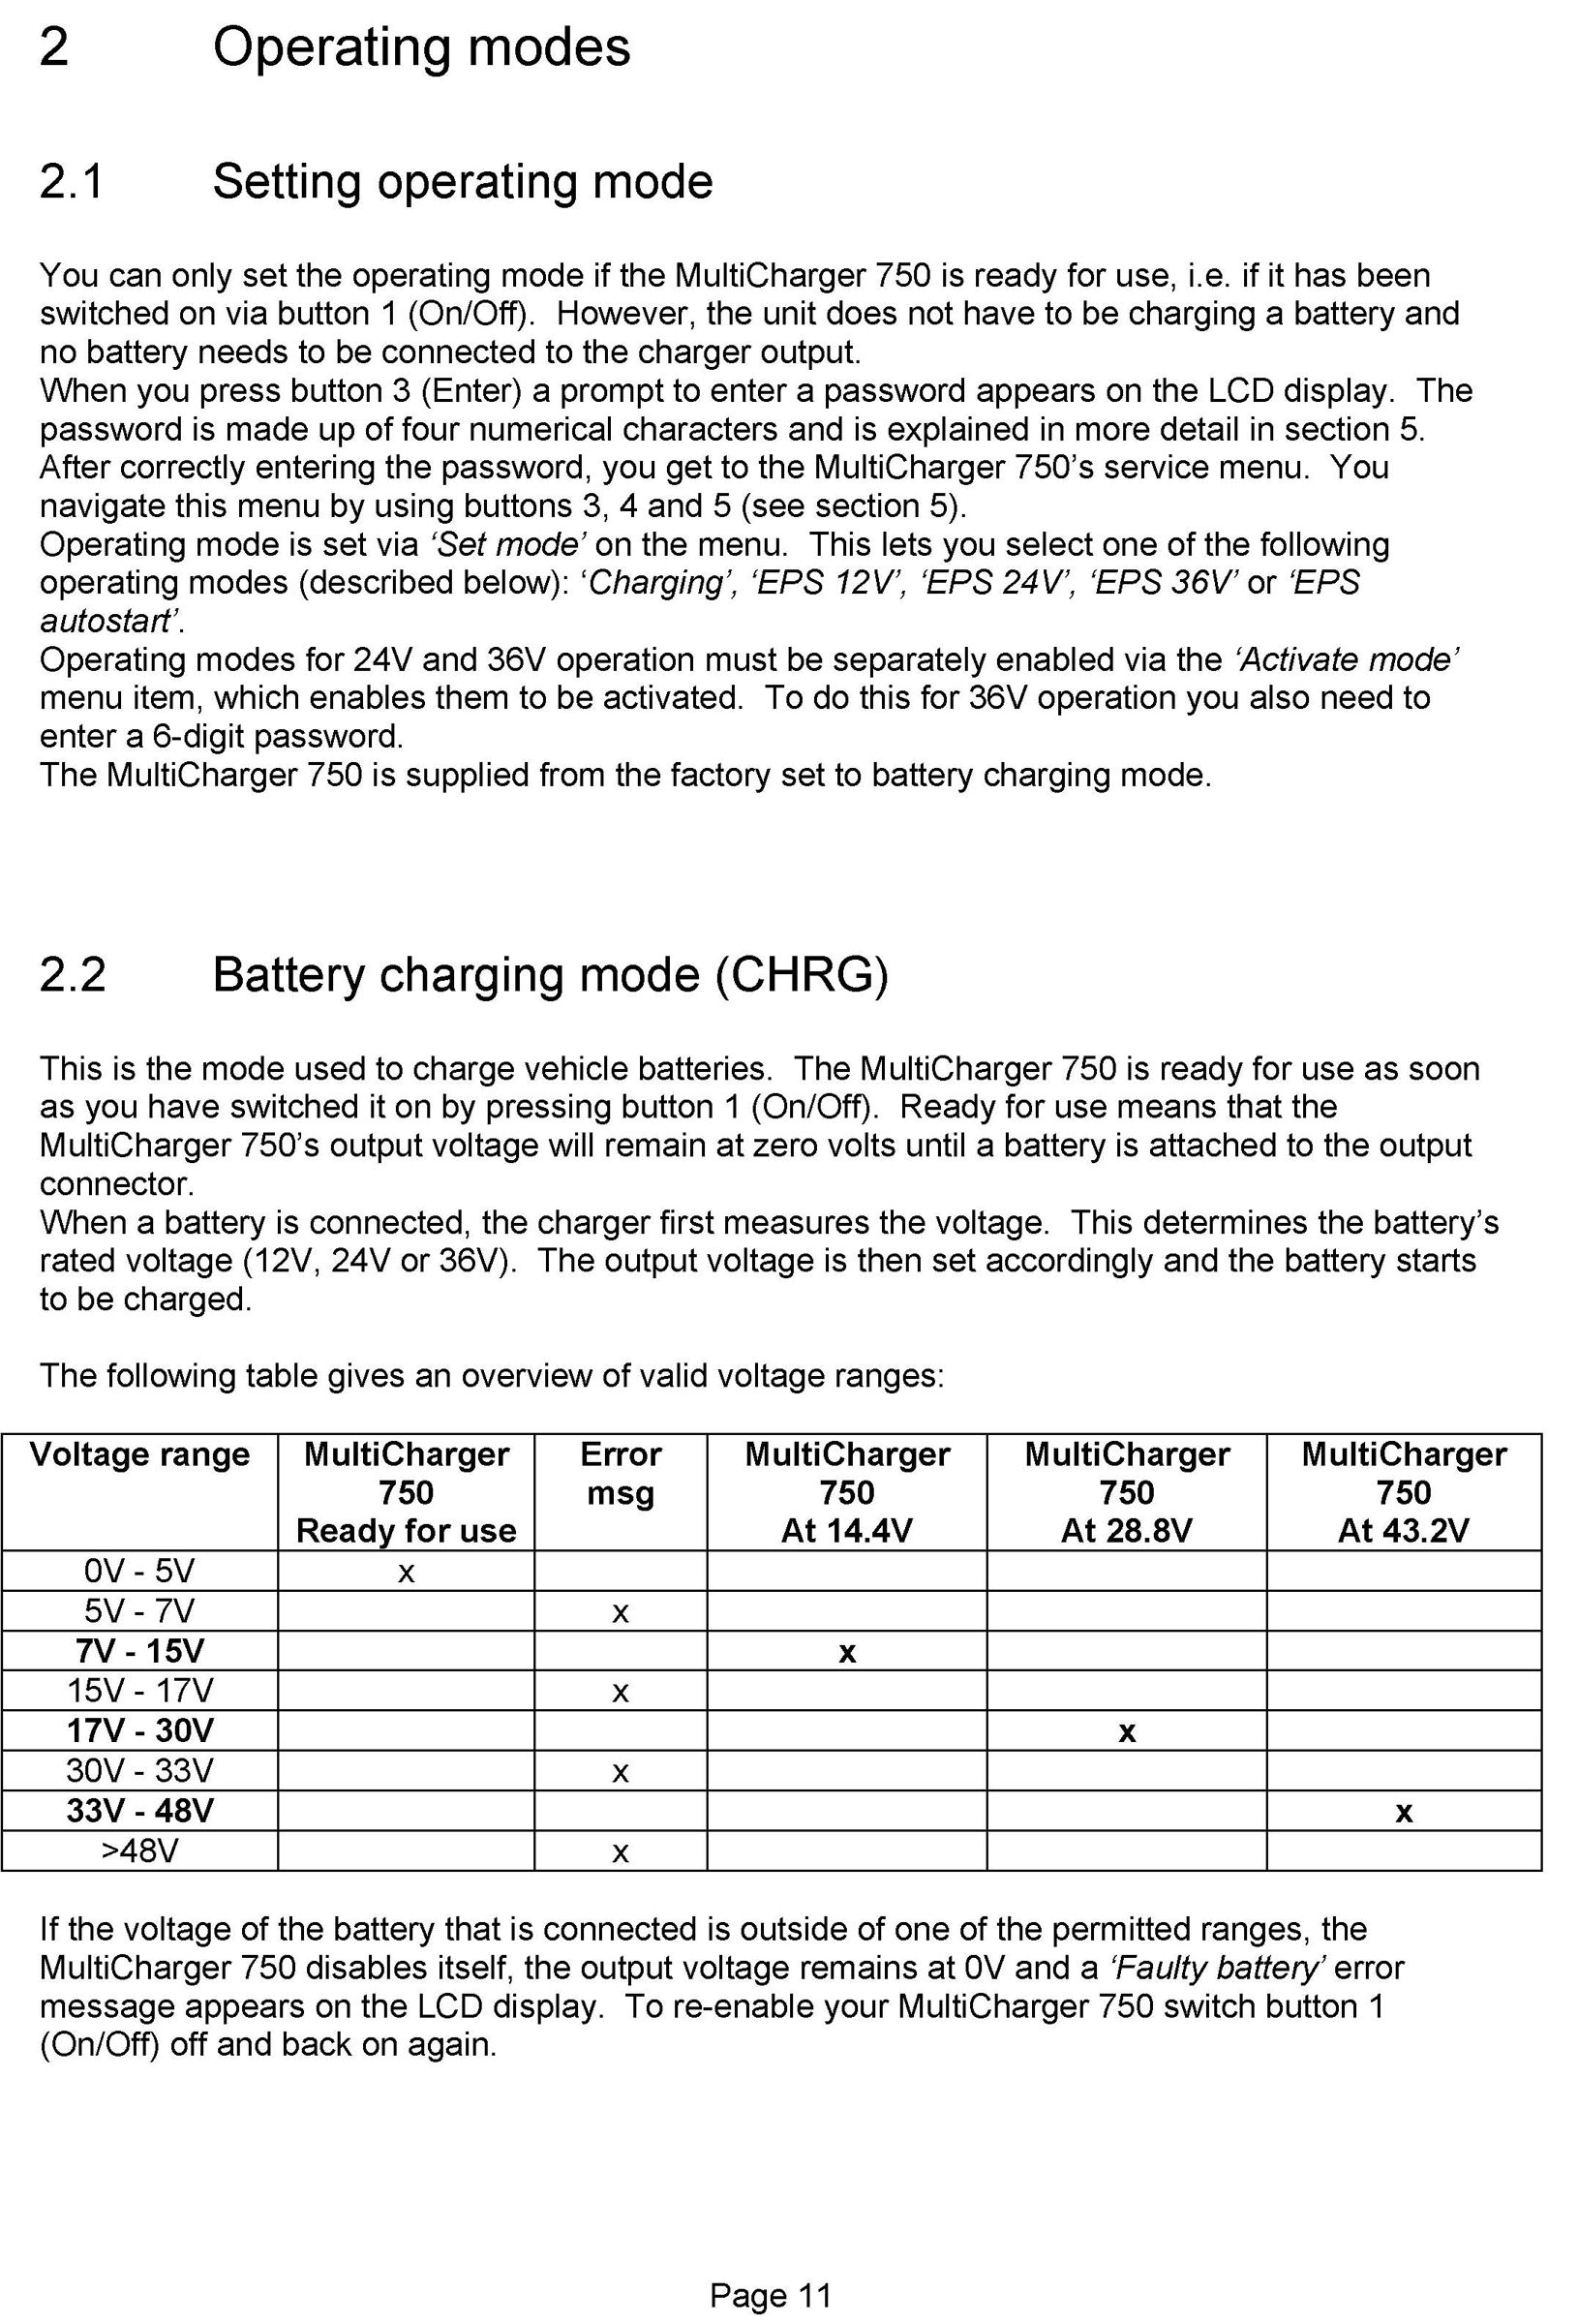 2 Operating modes
2.1 Setting operating mode
You can only set the operating mode if the MultiCharger 750 is ready for use, i.e. if it has been
switched on via button 1 (On/Off).  However, the unit does not have to be charging a battery and
no battery needs to be connected to the charger output.
When you press button 3 (Enter) a prompt to enter a password appears on the LCD display.  The
password is made up of four numerical characters and is explained in more detail in section 5.
After correctly entering the password, you get to the MultiCharger 750’s service menu.  You
navigate this menu by using buttons 3, 4 and 5 (see section 5).
Operating mode is set via ‘Set mode’ on the menu.  This lets you select one of the following
operating modes (described below): ‘Charging’, ‘EPS 12V’, ‘EPS 24V’, ‘EPS 36V’ or ‘EPS
autostart’.
Operating modes for 24V and 36V operation must be separately enabled via the ‘Activate mode’
menu item, which enables them to be activated.  To do this for 36V operation you also need to
enter a 6-digit password.
The MultiCharger 750 is supplied from the factory set to battery charging mode.
2.2 Battery charging mode (CHRG)
This is the mode used to charge vehicle batteries.  The MultiCharger 750 is ready for use as soon
as you have switched it on by pressing button 1 (On/Off).  Ready for use means that the
MultiCharger 750’s output voltage will remain at zero volts until a battery is attached to the output
connector.
When a battery is connected, the charger first measures the voltage.  This determines the battery’s
rated voltage (12V, 24V or 36V).  The output voltage is then set accordingly and the battery starts
to be charged.
The following table gives an overview of valid voltage ranges:
Voltage range MultiCharger Error MultiCharger MultiCharger MultiCharger
750 msg 750 750 750
Ready for use At 14.4V At 28.8V At 43.2V
0V - 5V x
5V - 7V x
7V - 15V x
15V - 17V x
17V - 30V x
30V - 33V x
33V - 48V x
>48V x
If the voltage of the battery that is connected is outside of one of the permitted ranges, the
MultiCharger 750 disables itself, the output voltage remains at 0V and a ‘Faulty battery’ error
message appears on the LCD display.  To re-enable your MultiCharger 750 switch button 1
(On/Off) off and back on again.
Page 11